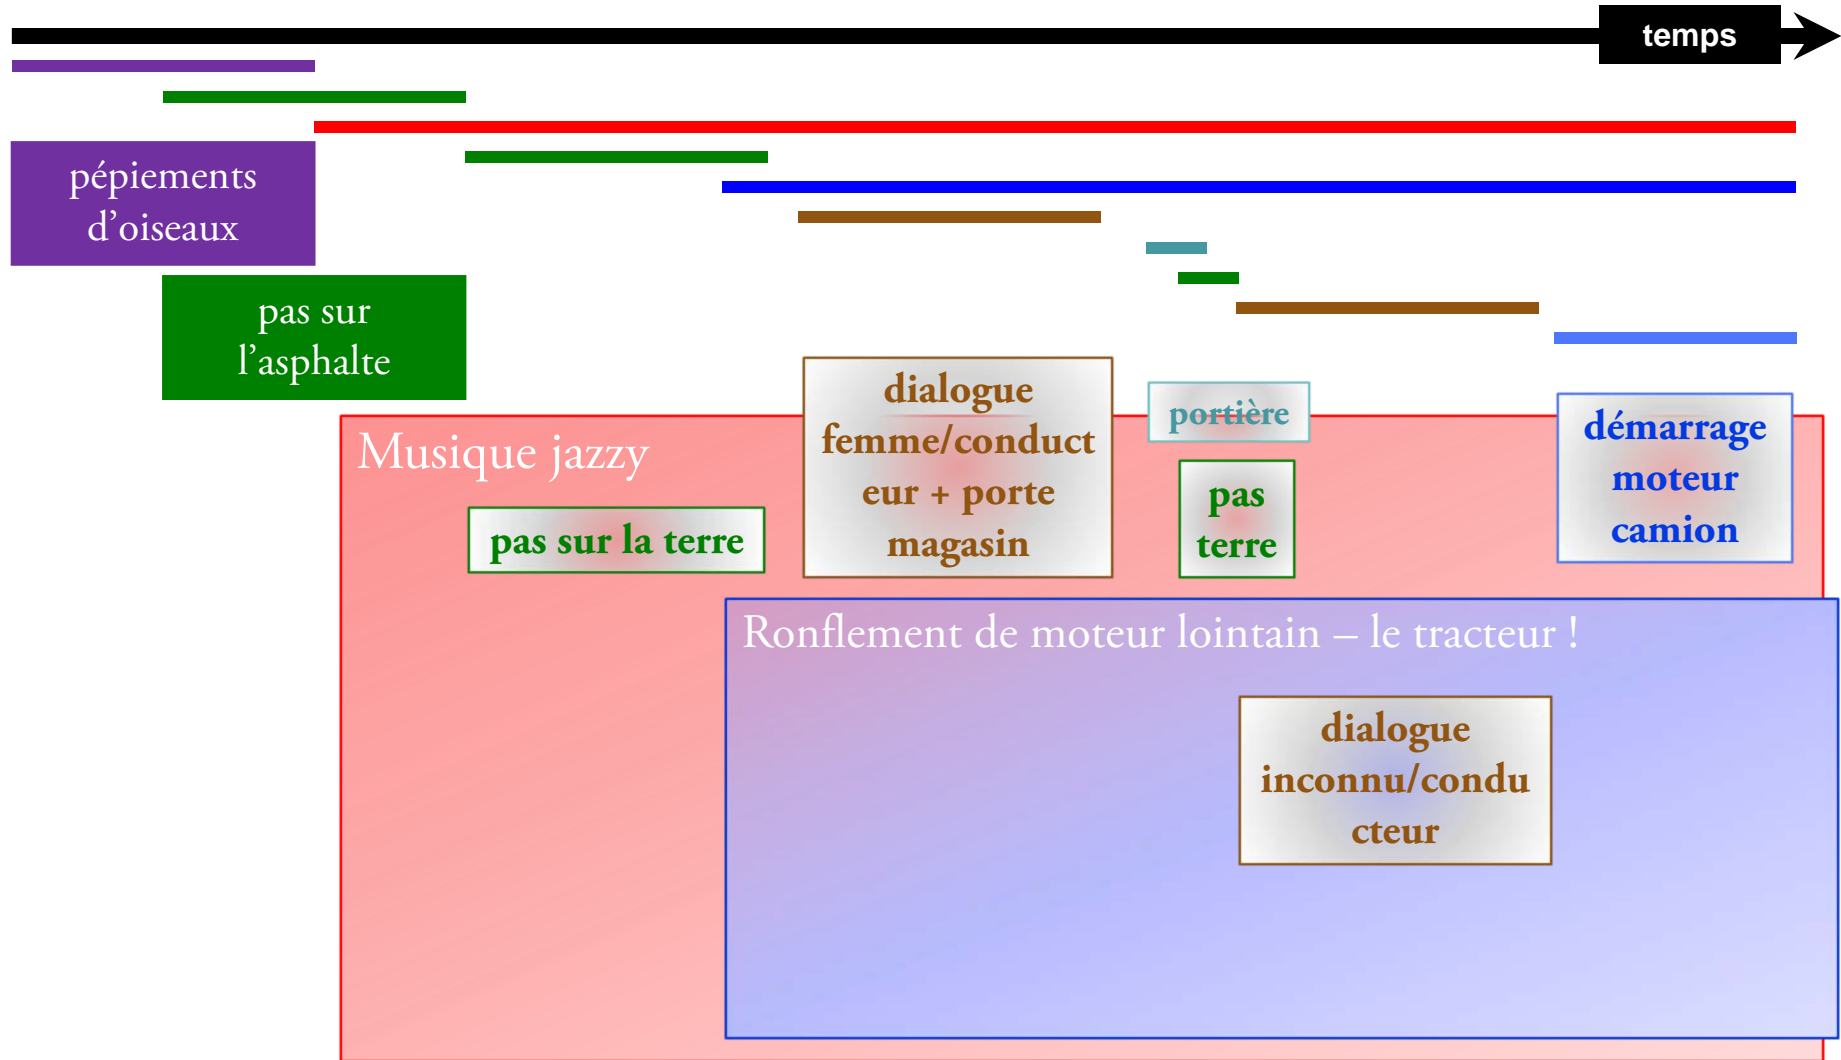 temps
pépiements
d’oiseaux
pas sur
l’asphalte
Musique jazzy
pas sur la terre
dialogue
femme/conduct
eur + porte
magasin
portière
pas
terre
démarrage
moteur
camion
Ronflement de moteur lointain – le tracteur !
dialogue
inconnu/condu
cteur